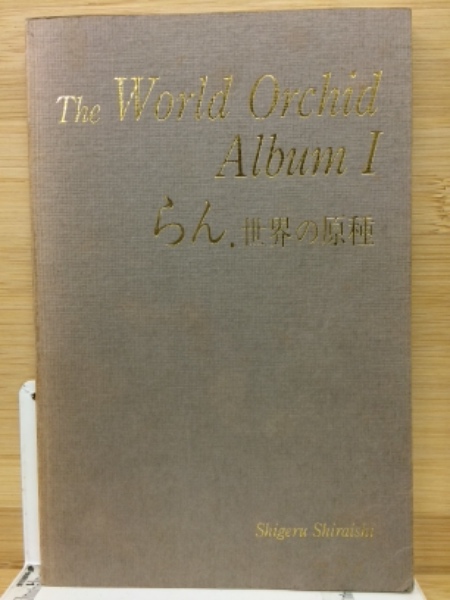 The World Orchid
Album I
らん.世界の原種
Shigeru Shiraishi